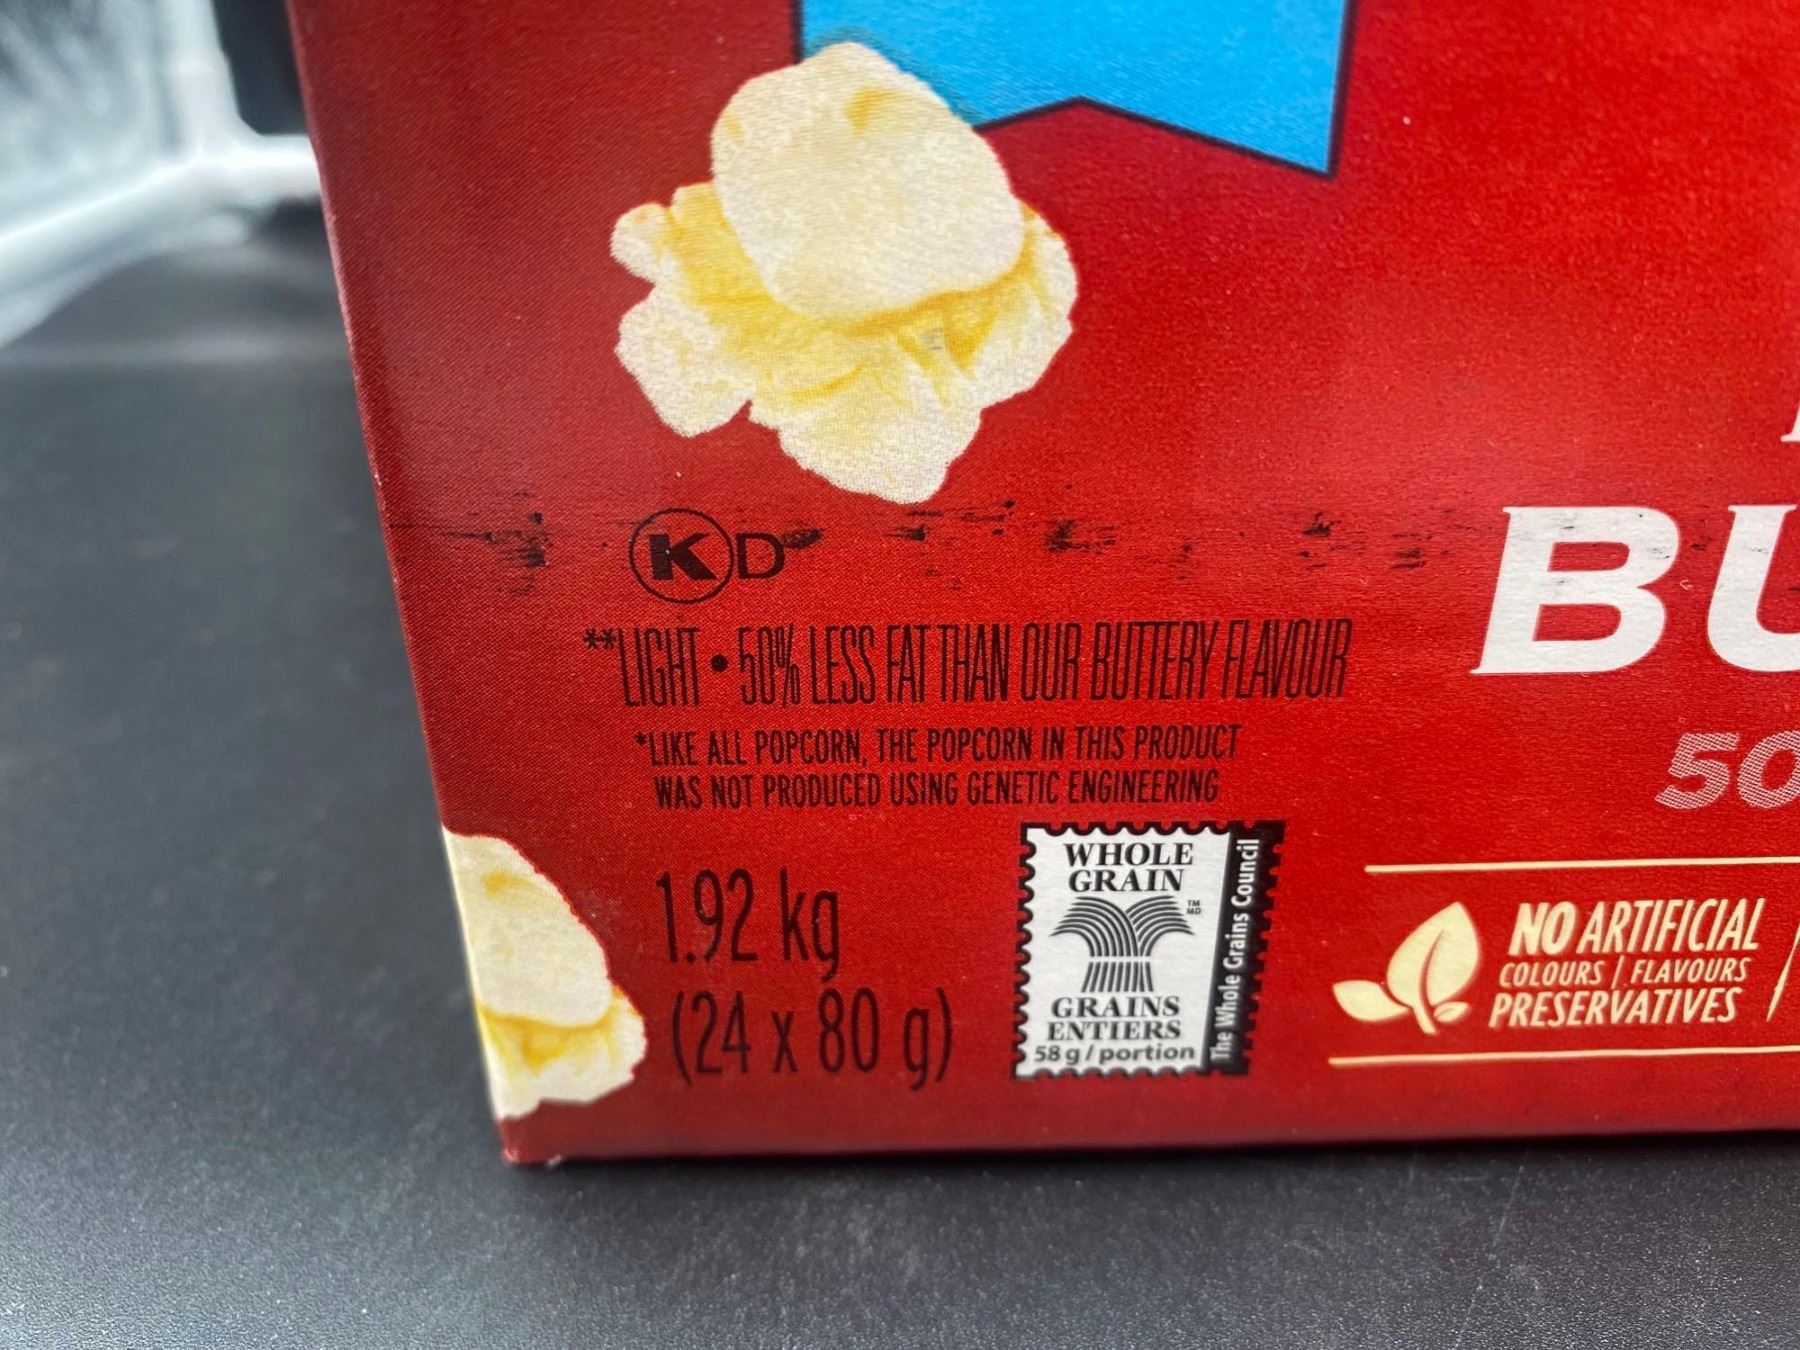 K D
BU
**LIGHT • 50% LESS FAT THAN OUR BUTTERY FLAVOUR
*LIKE ALL POPCORN, THE POPCORN IN THIS PRODUCT
WAS NOT PRODUCED USING GENETIC ENGINEERING
50
1.92 kg
(24 x 80 g)
WHOLE
GRAIN
TM
MD
GRAINS
ENTIERS
58 g/portion
The Whole Grains Council
NO ARTIFICIAL
COLOURS | FLAVOURS
PRESERVATIVES